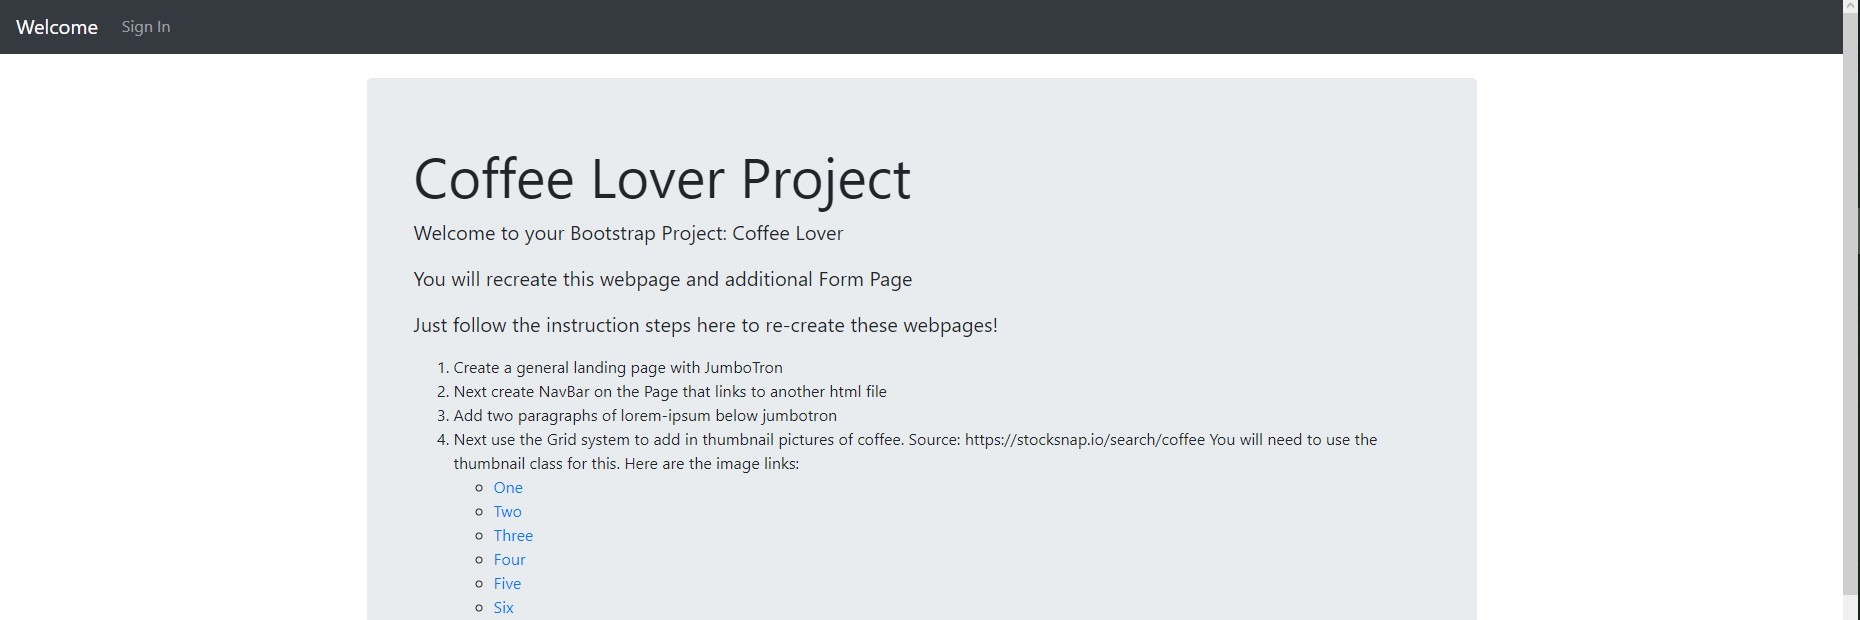 Welcome Sign In
Coffee Lover Project
Welcome to your Bootstrap Project: Coffee Lover
You will recreate this webpage and additional Form Page
Just follow the instruction steps here to re-create these webpages!
1. Create a general landing page with JumboTron
2. Next create NavBar on the Page that links to another html file
3. Add two paragraphs of lorem-ipsum below jumbotron
4. Next use the Grid system to add in thumbnail pictures of coffee. Source: https://stocksnap.io/search/coffee You will need to use the
thumbnail class for this. Here are the image links:
One
Two
Three
Four
Five
Six